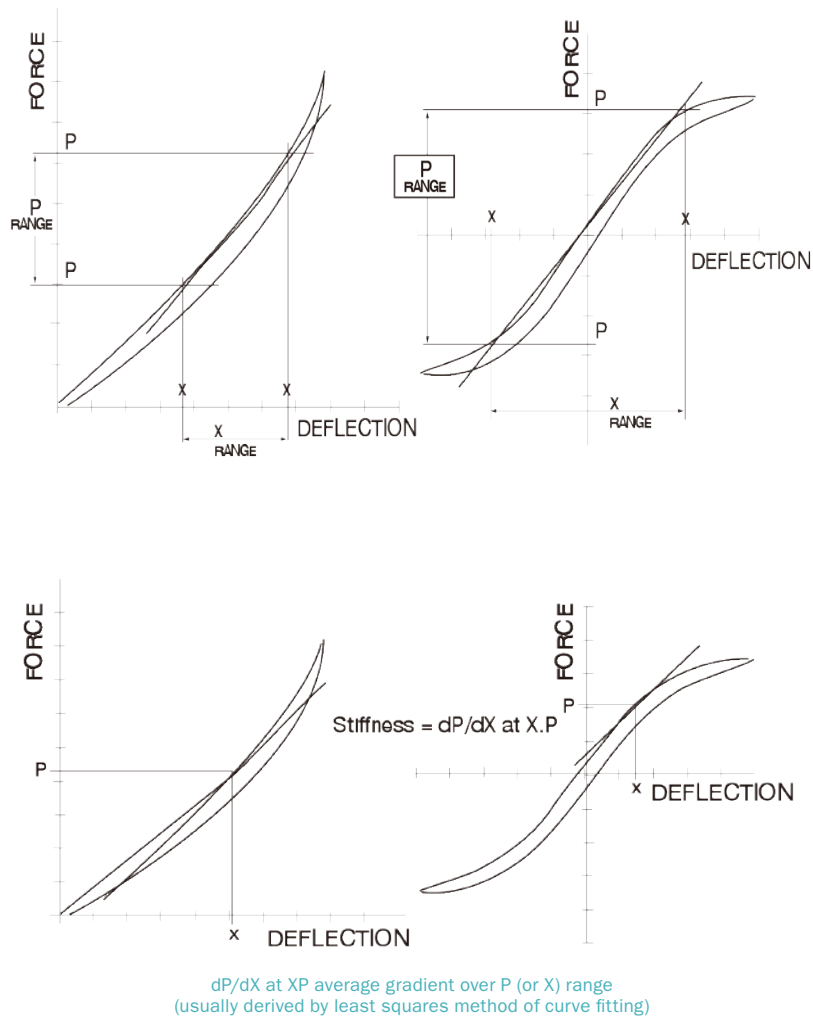 FORCE
P
P
RANGE
P
X
X
X
RANGE
DEFLECTION
FORCE
P
P
RANGE
X
X
DEFLECTION
P
X
RANGE
FORCE
P
X
DEFLECTION
Stiffness = dP/dX at X.P
FORCE
P
X
DEFLECTION
dP/dX at XP average gradient over P (or X) range
(usually derived by least squares method of curve fitting)